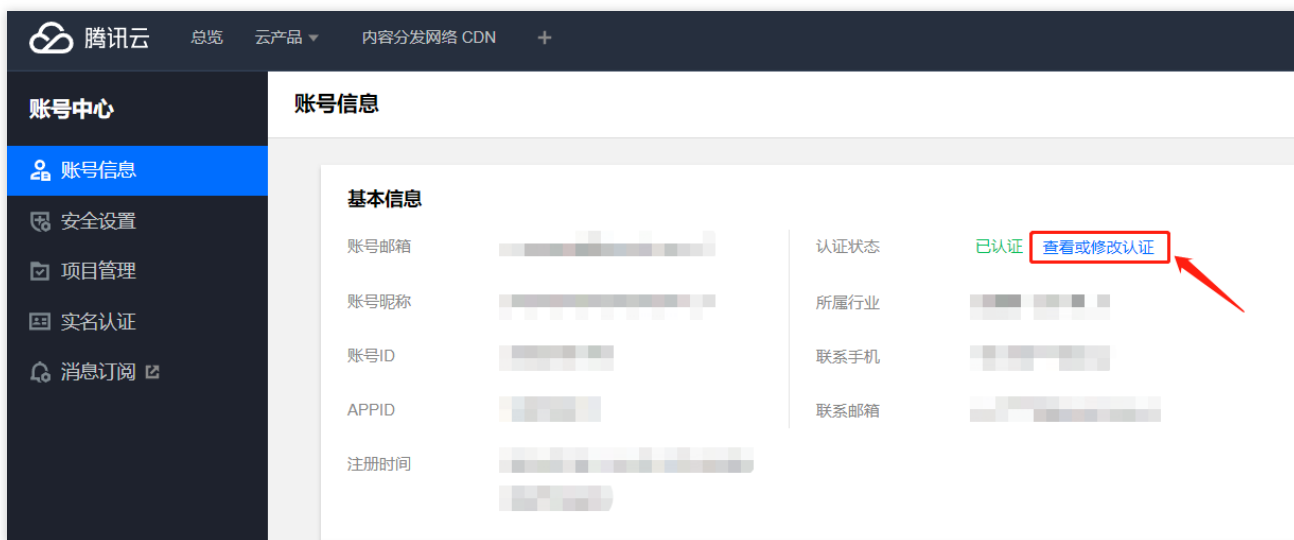 腾讯云 总览 云产品 内容分发网络 CDN +
账号中心
账号信息
安全设置
项目管理
实名认证
消息订阅
账号信息
基本信息
账号邮箱
账号昵称
账号ID
APPID
注册时间
认证状态 已认证 查看或修改认证
所属行业
联系手机
联系邮箱